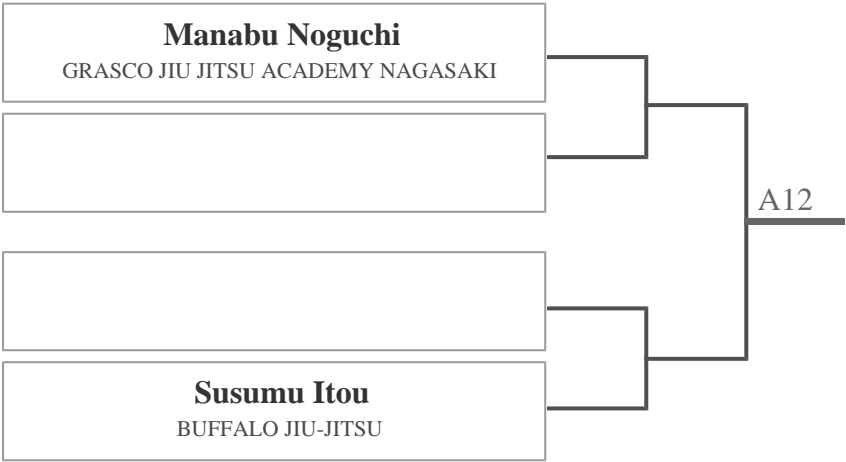 Manabu Noguchi
GRASCO JIU JITSU ACADEMY NAGASAKI
A12
Susumu Itou
BUFFALO JIU-JITSU